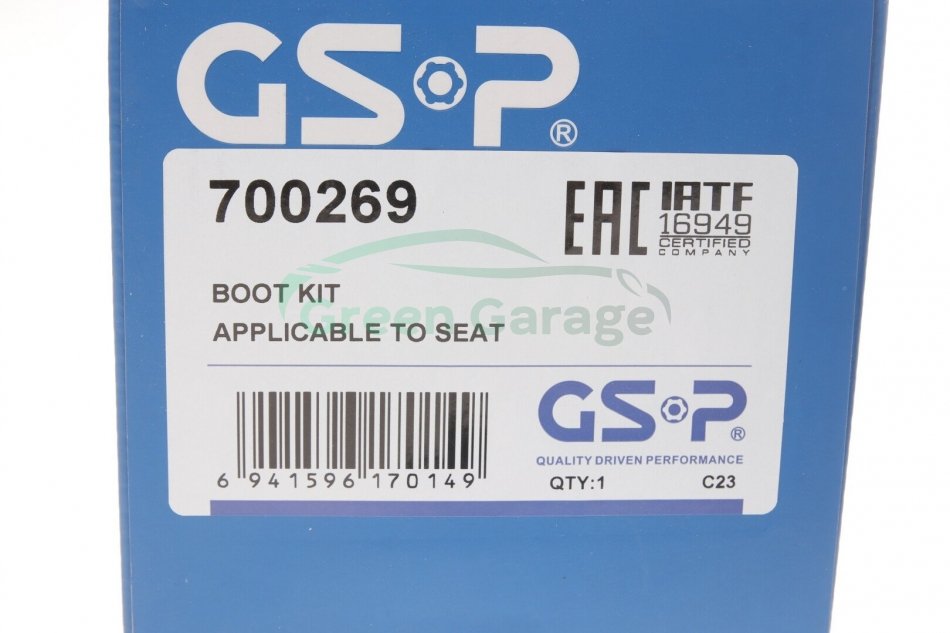 GSP®
700269
EAC
IATF
16949
CERTIFIED
COMPANY
Green Garage
BOOT KIT
APPLICABLE TO SEAT
GSP®
QUALITY DRIVEN PERFORMANCE
6 941596 170149
QTY:1 C23